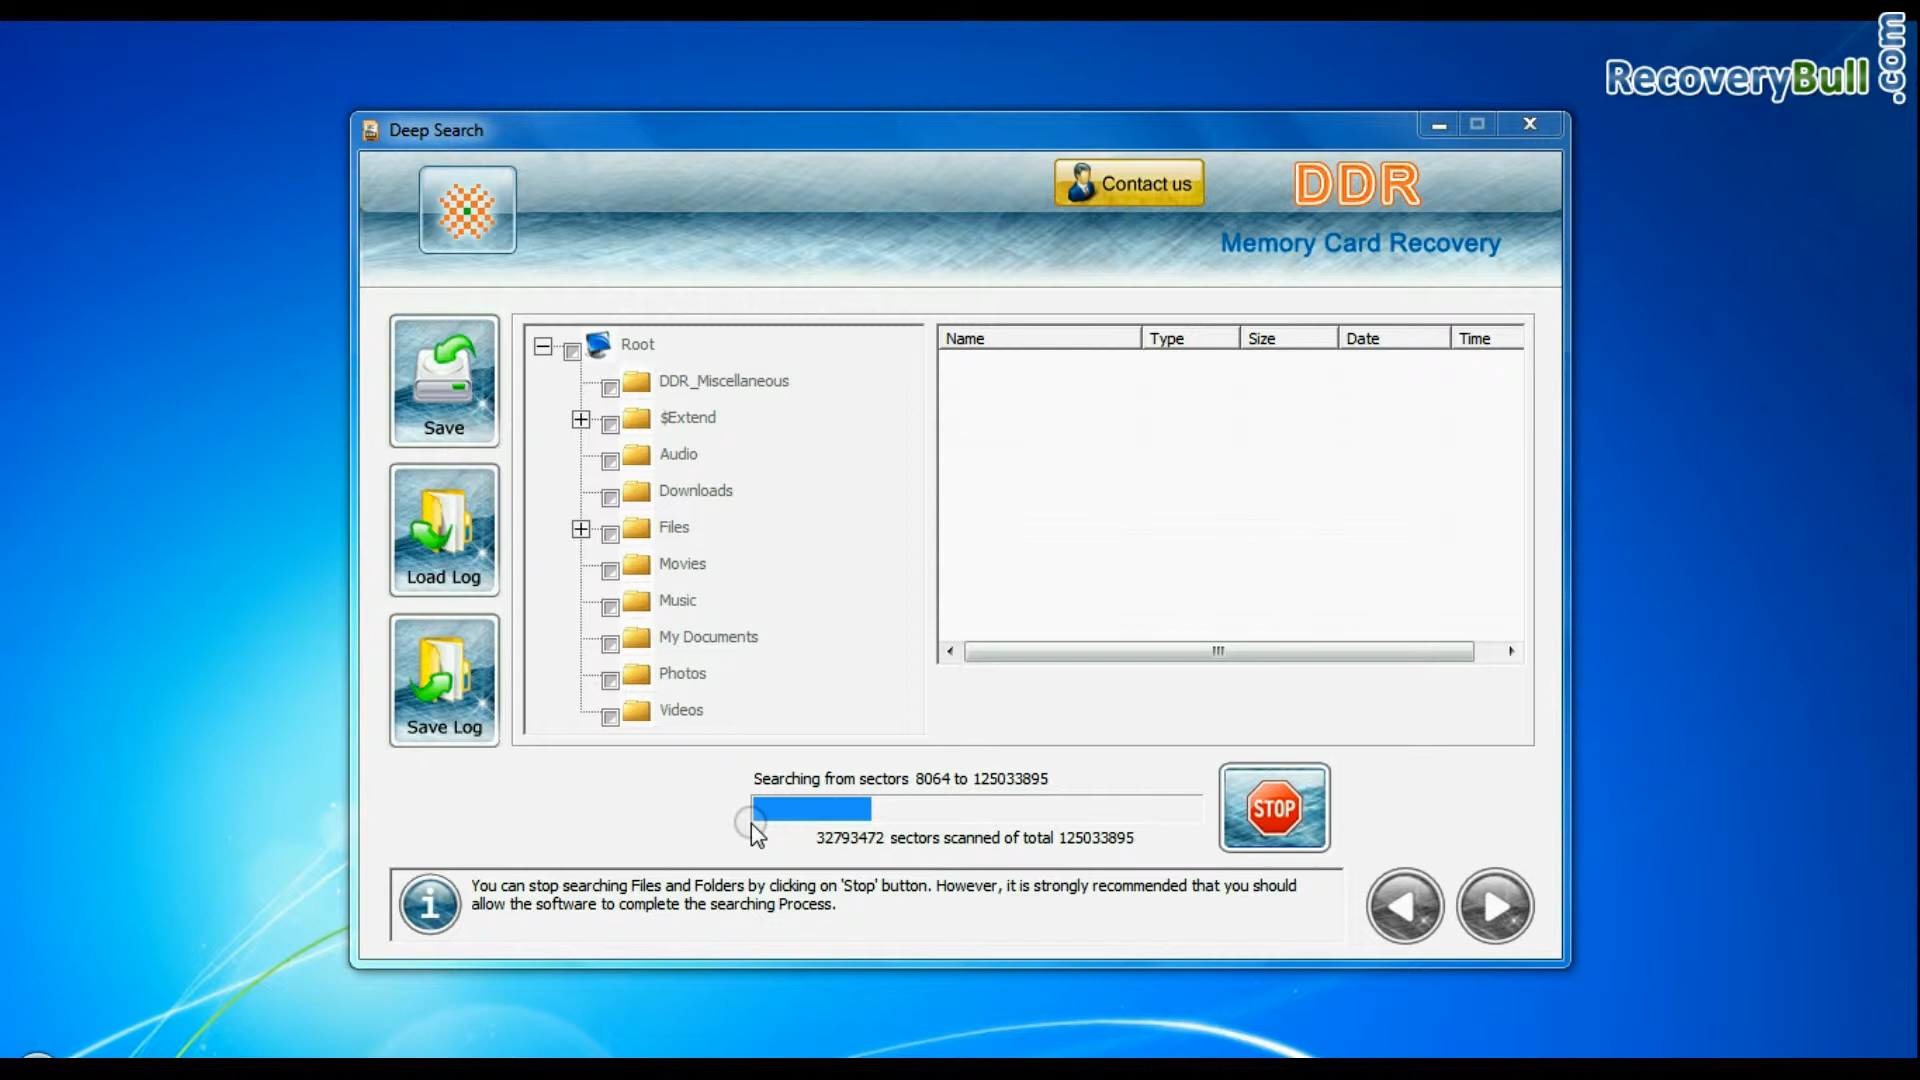 RecoveryBull.com
Deep Search
Contact us
DDR
Memory Card Recovery
Save
Load Log
Save Log
Root
DDR_Miscellaneous
$Extend
Audio
Downloads
Files
Movies
Music
My Documents
Photos
Videos
Name Type Size Date Time
Searching from sectors 8064 to 125033895
32793472 sectors scanned of total 125033895
STOP
You can stop searching Files and Folders by clicking on 'Stop' button. However, it is strongly recommended that you should
allow the software to complete the searching Process.